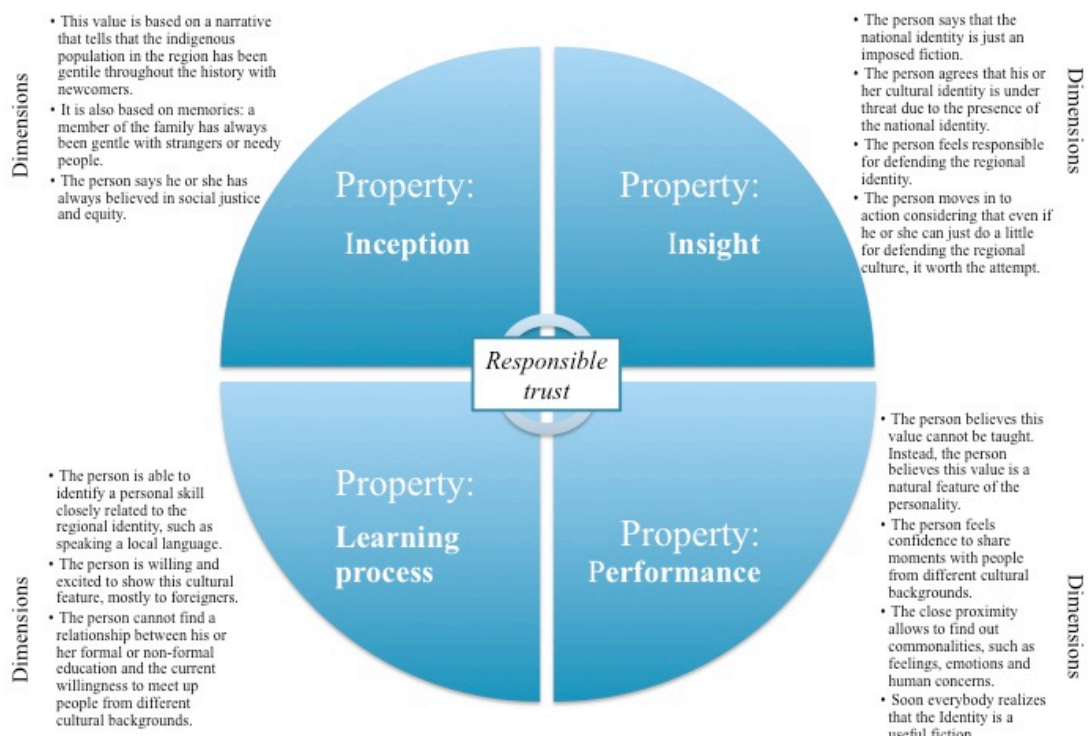 Dimensions
• This value is based on a narrative
that tells that the indigenous
population in the region has been
gentile throughout the history with
newcomers.
• It is also based on memories: a
member of the family has always
been gentle with strangers or needy
people.
• The person says he or she has
always believed in social justice
and equity.
Property:
Inception
Property:
Insight
• The person says that the
national identity is just an
imposed fiction.
• The person agrees that his or
her cultural identity is under
threat due to the presence of
the national identity.
• The person feels responsible
for defending the regional
identity.
• The person moves in to
action considering that even if
he or she can just do a little
for defending the regional
culture, it worth the attempt.
Dimensions
Responsible
trust
Dimensions
• The person is able to
identify a personal skill
closely related to the
regional identity, such as
speaking a local language.
• The person is willing and
excited to show this cultural
feature, mostly to foreigners.
• The person cannot find a
relationship between his or
her formal or non-formal
education and the current
willingness to meet up
people from different
cultural backgrounds.
Property:
Learning
process
Property:
Performance
• The person believes this
value cannot be taught.
Instead, the person
believes this value is a
natural feature of the
personality.
• The person feels
confidence to share
moments with people
from different cultural
backgrounds.
• The close proximity
allows to find out
commonalities, such as
feelings, emotions and
human concerns.
• Soon everybody realizes
that the Identity is a
useful fiction
Dimensions